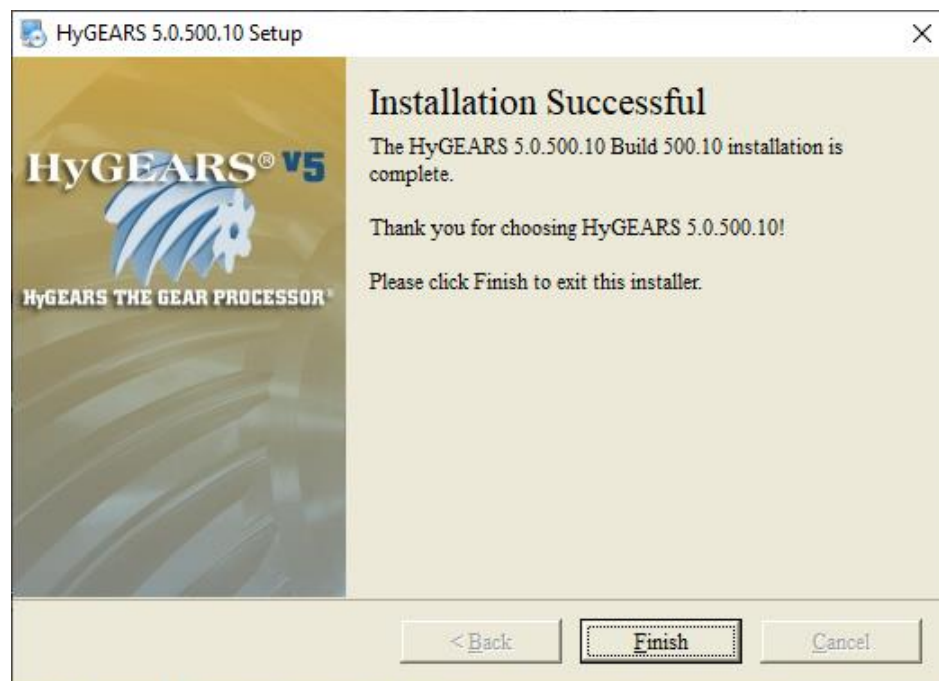 HyGEARS 5.0.500.10 Setup
HyGEARS® V5
HyGEARS THE GEAR PROCESSOR®
Installation Successful
The HyGEARS 5.0.500.10 Build 500.10 installation is
complete.
Thank you for choosing HyGEARS 5.0.500.10!
Please click Finish to exit this installer.
< Back
Finish
Cancel